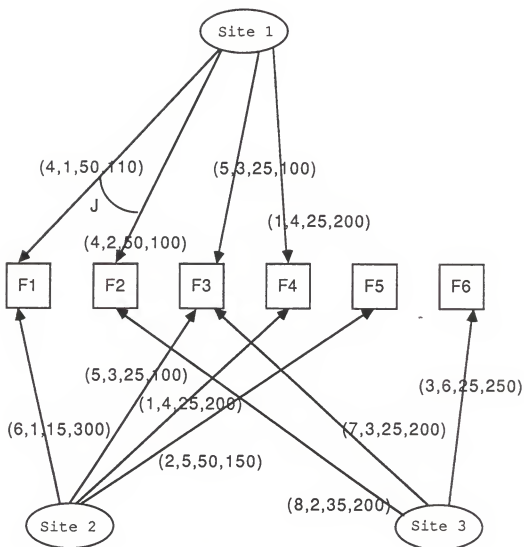 Site 1
(4,1,50,110)
(5,3,25,100)
J
(1,4,25,200)
(4,2,50,100)
F1 F2 F3 F4 F5 F6
(5,3,25,100)
(3,6,25,250)
(1,4,25,200)
(6,1,15,300)
(7,3,25,200)
(2,5,50,150)
(8,2,35,200)
Site 2
Site 3